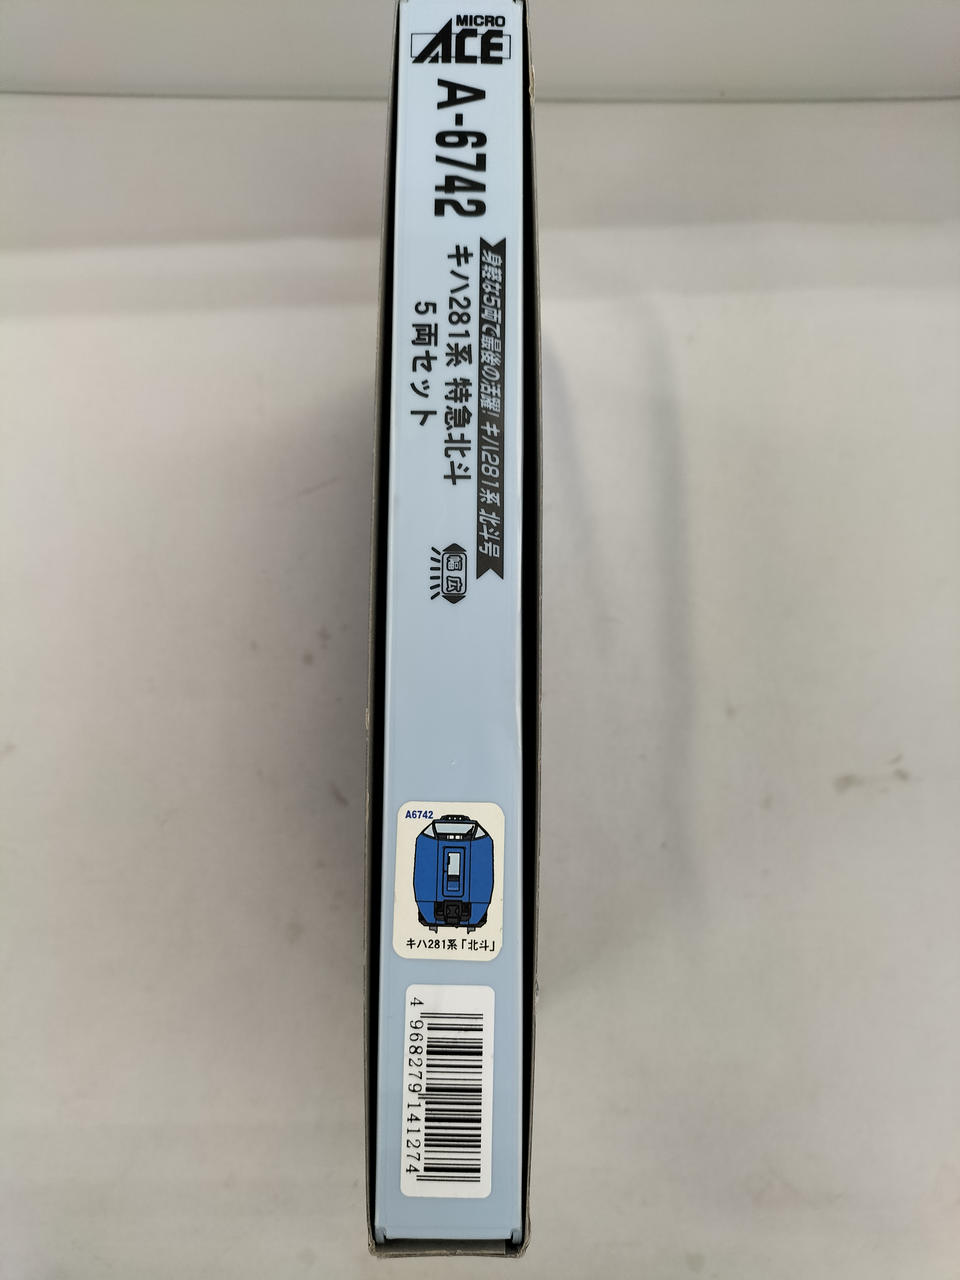 MICRO
ACE
A-6742
身軽な5両で最後の活躍! キハ281系 北斗号
キハ281系 特急北斗
5両セット
幅広
A6742
キハ281系「北斗」
4 968279 141274